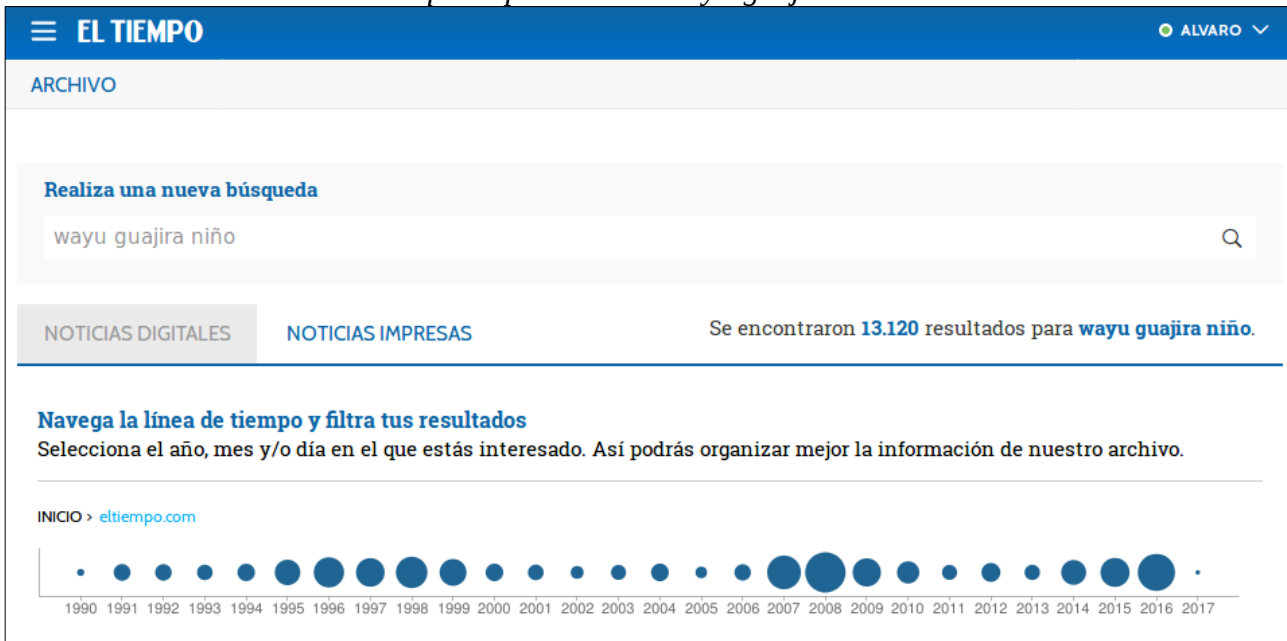 EL TIEMPO
ALVARO
ARCHIVO
Realiza una nueva búsqueda
wayu guajira niño
NOTICIAS DIGITALES
NOTICIAS IMPRESAS
Se encontraron 13.120 resultados para wayu guajira niño.
Navega la línea de tiempo y filtra tus resultados
Selecciona el año, mes y/o día en el que estás interesado. Así podrás organizar mejor la información de nuestro archivo.
INICIO > eltiempo.com
1990 1991 1992 1993 1994 1995 1996 1997 1998 1999 2000 2001 2002 2003 2004 2005 2006 2007 2008 2009 2010 2011 2012 2013 2014 2015 2016 2017